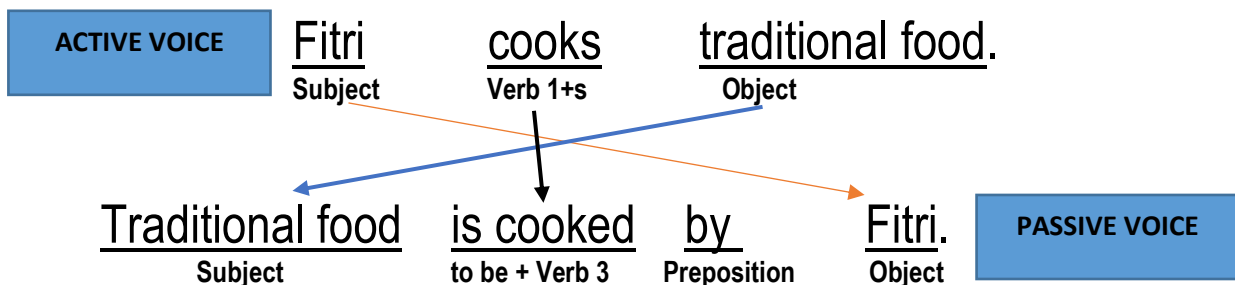 ACTIVE VOICE Fitri cooks traditional food.
Subject Verb 1+s Object
Traditional food is cooked by Fitri. PASSIVE VOICE
Subject to be + Verb 3 Preposition Object